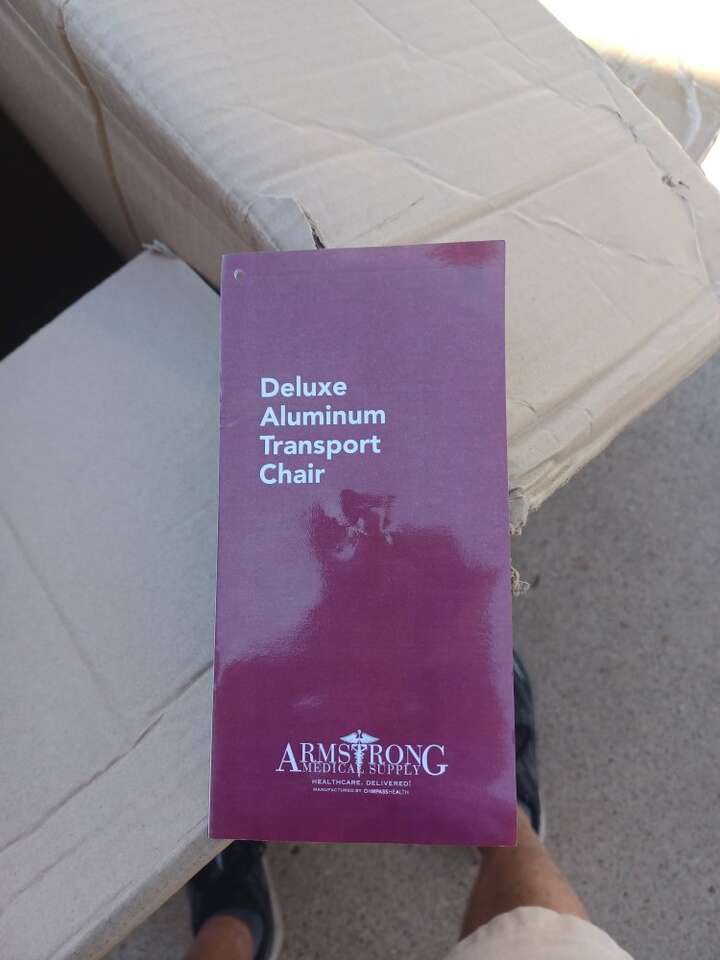 Deluxe
Aluminum
Transport
Chair
ARMSTRONG
MEDICAL SUPPLY
HEALTHCARE. DELIVERED!
MANUFACTURED BY COMPASSHEALTH